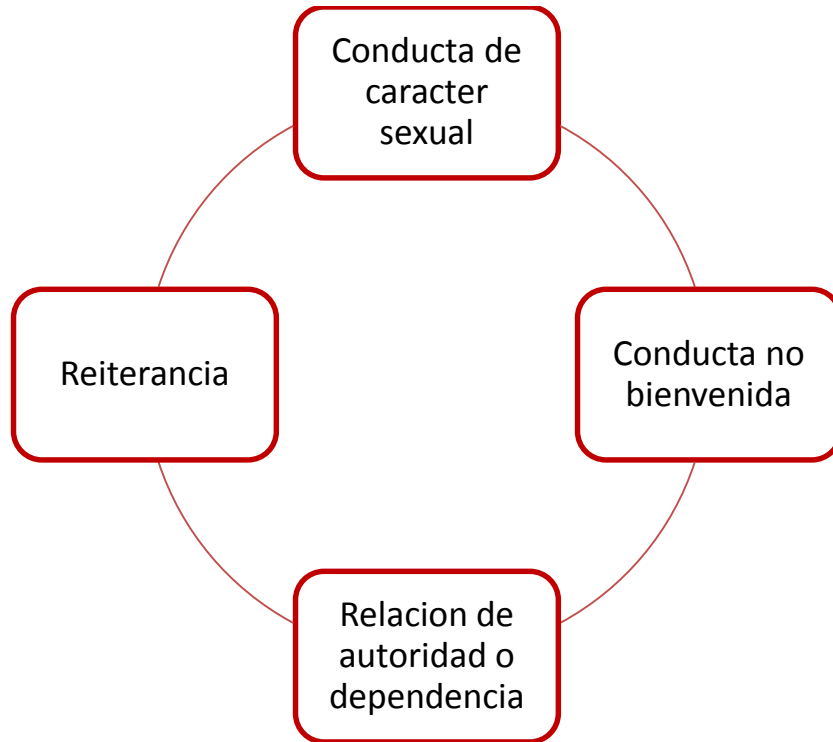 Conducta de
caracter
sexual
Conducta no
bienvenida
Relacion de
autoridad o
dependencia
Reiterancia